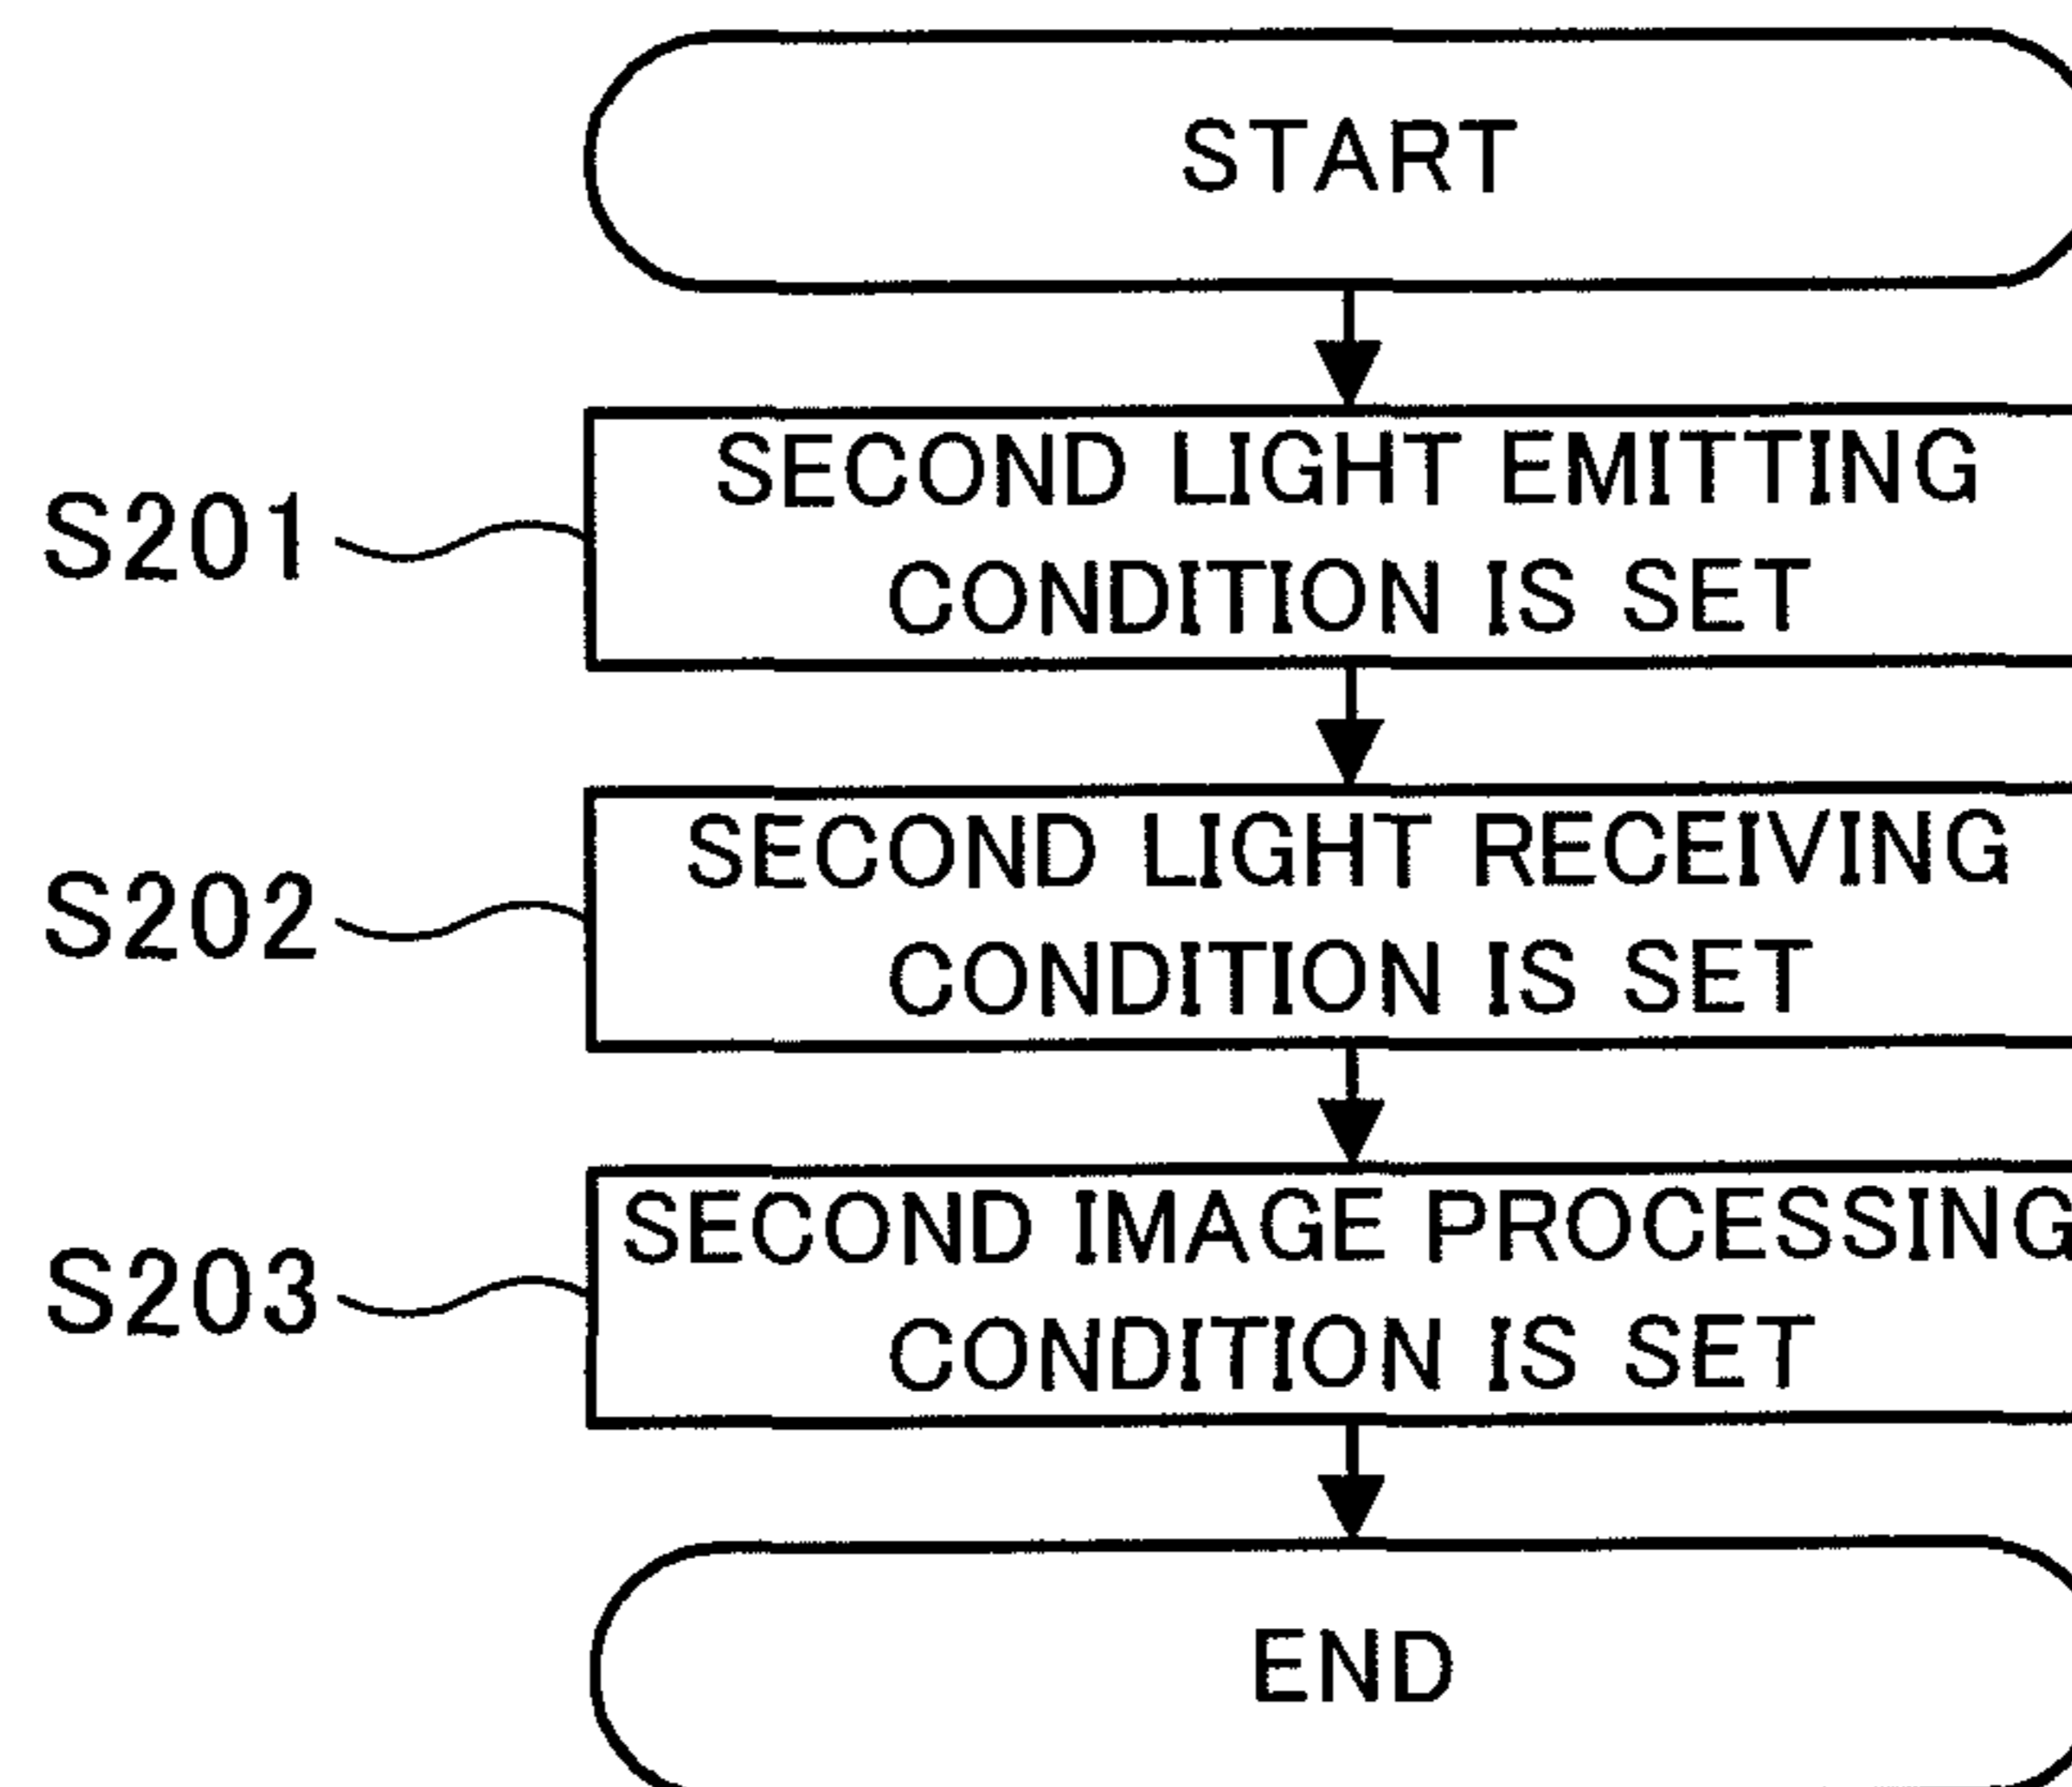 START
S201
SECOND LIGHT EMITTING
CONDITION IS SET
S202
SECOND LIGHT RECEIVING
CONDITION IS SET
S203
SECOND IMAGE PROCESSING
CONDITION IS SET
END